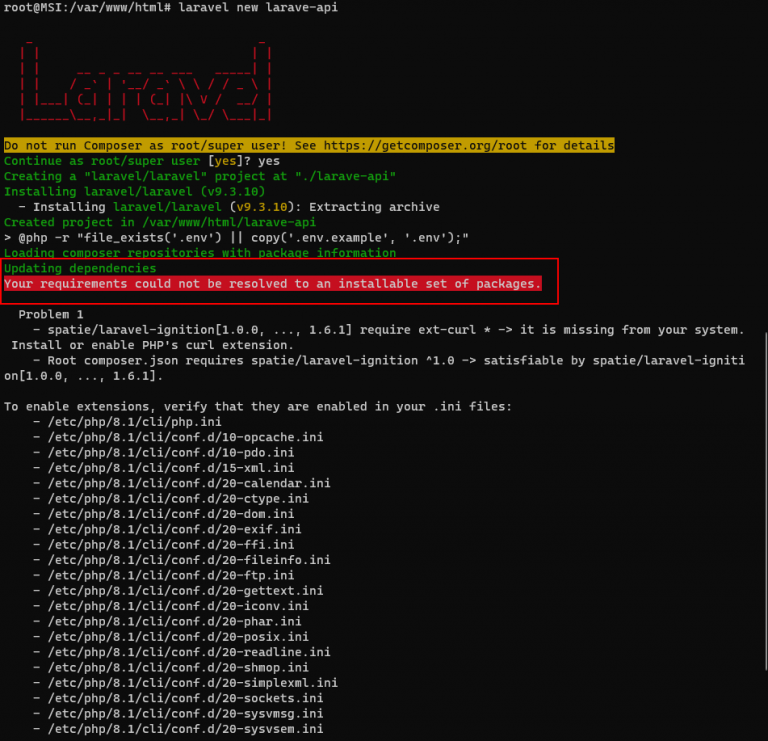 root@MSI:/var/www/html# laravel new larave-api
Laravel
Do not run Composer as root/super user! See https://getcomposer.org/root for details
Continue as root/super user [yes]? yes
Creating a "laravel/laravel" project at "./larave-api"
Installing laravel/laravel (v9.3.10)
- Installing laravel/laravel (v9.3.10): Extracting archive
Created project in /var/www/html/larave-api
> @php -r "file_exists('.env') || copy('.env.example', '.env');"
Loading composer repositories with package information
Updating dependencies
Your requirements could not be resolved to an installable set of packages.
Problem 1
- spatie/laravel-ignition[1.0.0, ..., 1.6.1] require ext-curl * -> it is missing from your system.
Install or enable PHP's curl extension.
- Root composer.json requires spatie/laravel-ignition ^1.0 -> satisfiable by spatie/laravel-igniti
on[1.0.0, ..., 1.6.1].
To enable extensions, verify that they are enabled in your .ini files:
- /etc/php/8.1/cli/php.ini
- /etc/php/8.1/cli/conf.d/10-opcache.ini
- /etc/php/8.1/cli/conf.d/10-pdo.ini
- /etc/php/8.1/cli/conf.d/15-xml.ini
- /etc/php/8.1/cli/conf.d/20-calendar.ini
- /etc/php/8.1/cli/conf.d/20-ctype.ini
- /etc/php/8.1/cli/conf.d/20-dom.ini
- /etc/php/8.1/cli/conf.d/20-exif.ini
- /etc/php/8.1/cli/conf.d/20-ffi.ini
- /etc/php/8.1/cli/conf.d/20-fileinfo.ini
- /etc/php/8.1/cli/conf.d/20-ftp.ini
- /etc/php/8.1/cli/conf.d/20-gettext.ini
- /etc/php/8.1/cli/conf.d/20-iconv.ini
- /etc/php/8.1/cli/conf.d/20-phar.ini
- /etc/php/8.1/cli/conf.d/20-posix.ini
- /etc/php/8.1/cli/conf.d/20-readline.ini
- /etc/php/8.1/cli/conf.d/20-shmop.ini
- /etc/php/8.1/cli/conf.d/20-simplexml.ini
- /etc/php/8.1/cli/conf.d/20-sockets.ini
- /etc/php/8.1/cli/conf.d/20-sysvmsg.ini
- /etc/php/8.1/cli/conf.d/20-sysvsem.ini